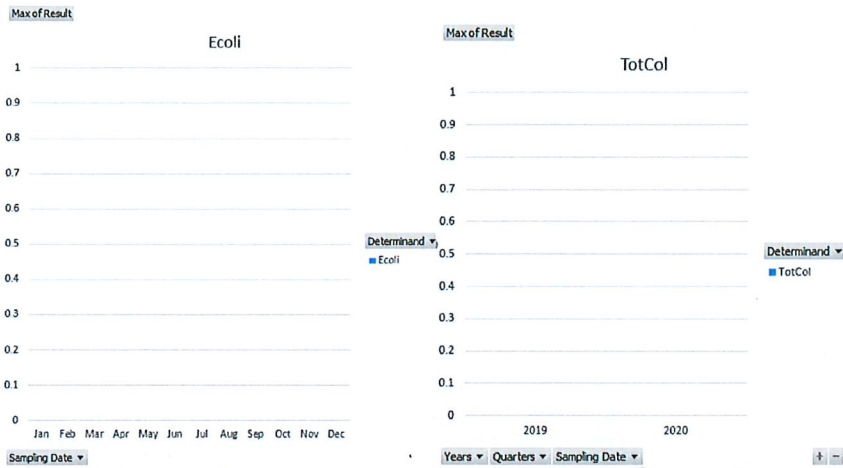 Max of Result
Ecoli
1
0.9
0.8
0.7
0.6
0.5
0.4
0.3
0.2
0.1
0
Jan Feb Mar Apr May Jun Jul Aug Sep Oct Nov Dec
Determinand
Ecoli
Sampling Date
Max of Result
TotCol
1
0.9
0.8
0.7
0.6
0.5
0.4
0.3
0.2
0.1
0
2019 2020
Determinand
TotCol
Years Quarters Sampling Date
+ -